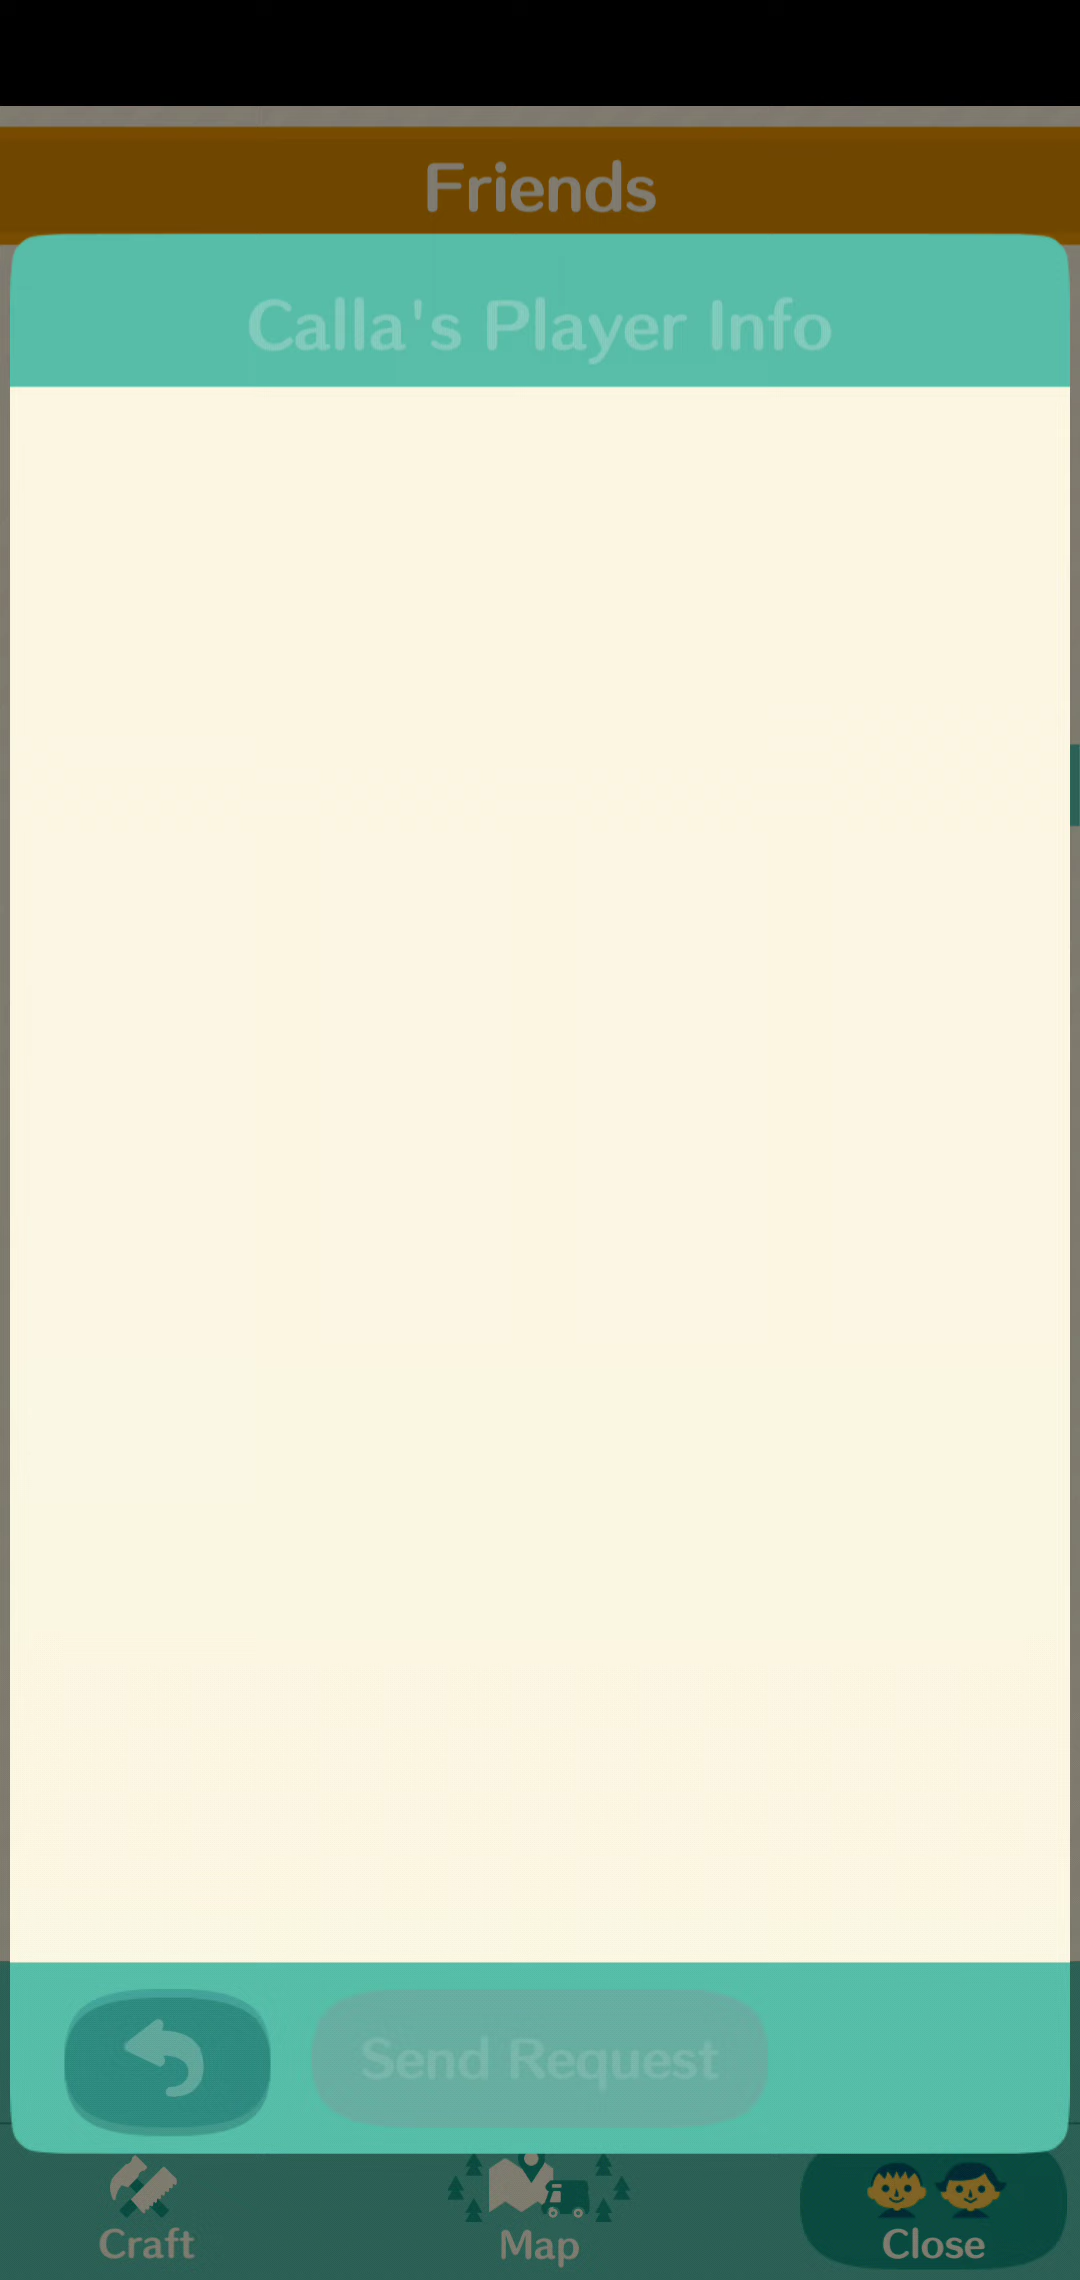 Friends
Calla's Player Info
Send Request
Craft
Map
Close